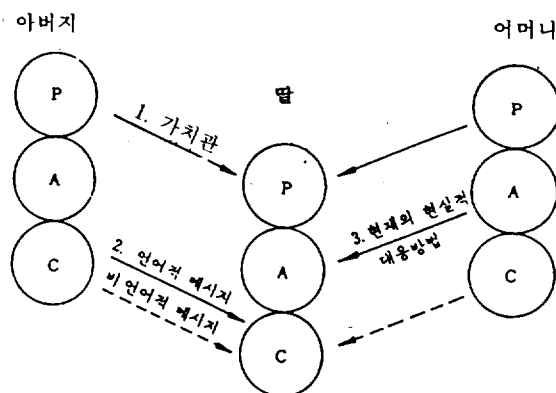 아버지
어머니
딸
P
A
C
P
A
C
P
A
C
1. 가치관
2. 언어적 메시지
비언어적 메시지
3. 현재의 현실적
대응방법